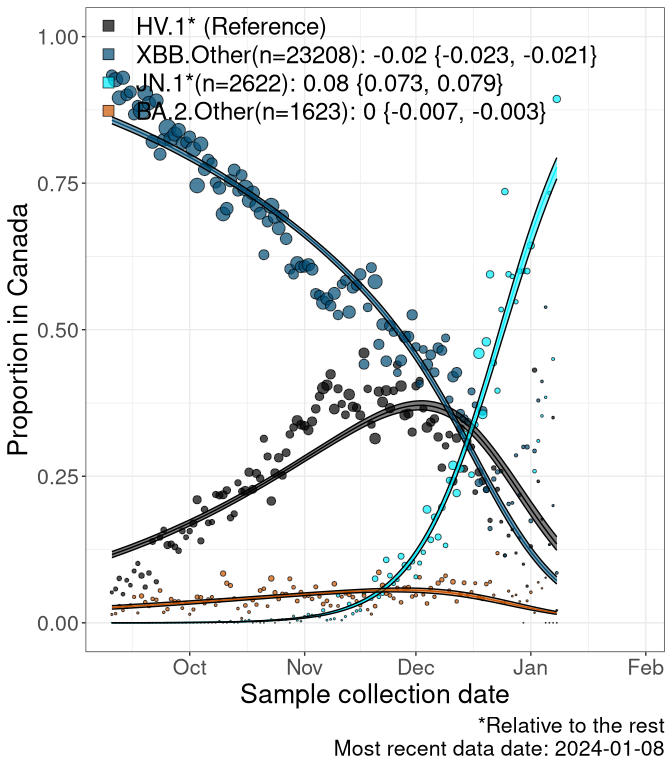 HV.1* (Reference)
XBB.Other(n=23208): -0.02 {-0.023, -0.021}
JN.1*(n=2622): 0.08 {0.073, 0.079}
BA.2.Other(n=1623): 0 {-0.007, -0.003}
Proportion in Canada
1.00
0.75
0.50
0.25
0.00
Oct Nov Dec Jan Feb
Sample collection date
*Relative to the rest
Most recent data date: 2024-01-08